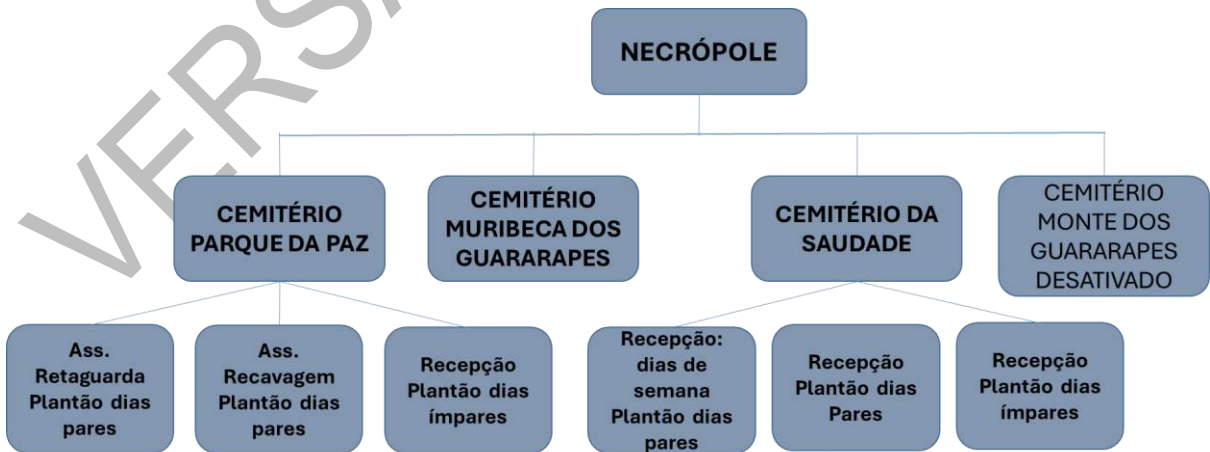 VERSÃ
NECRÓPOLE
CEMITÉRIO
PARQUE DA PAZ
CEMITÉRIO
MURIBECA DOS
GUARARAPES
CEMITÉRIO DA
SAUDADE
CEMITÉRIO
MONTE DOS
GUARARAPES
DESATIVADO
Ass.
Retaguarda
Plantão dias
pares
Ass.
Recavagem
Plantão dias
pares
Recepção
Plantão dias
ímpares
Recepção:
dias de
semana
Plantão dias
pares
Recepção
Plantão dias
Pares
Recepção
Plantão dias
ímpares